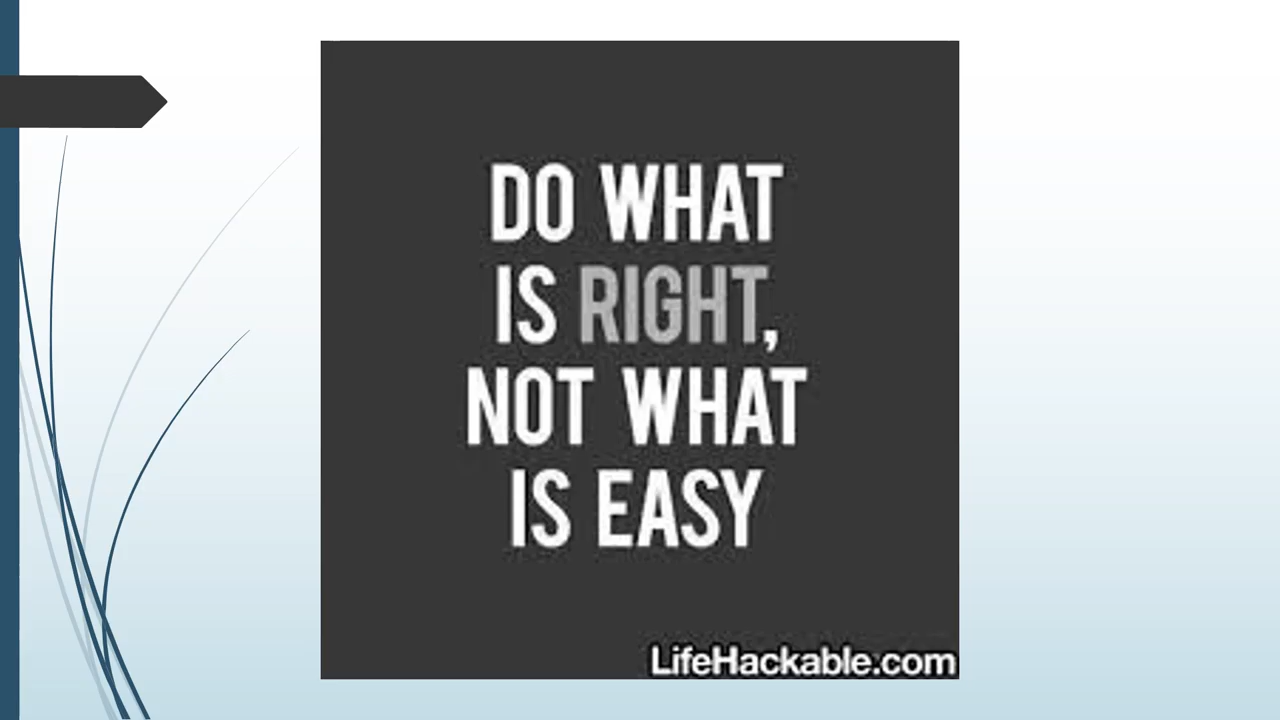 DO WHAT
IS RIGHT,
NOT WHAT
IS EASY
LifeHackable.com